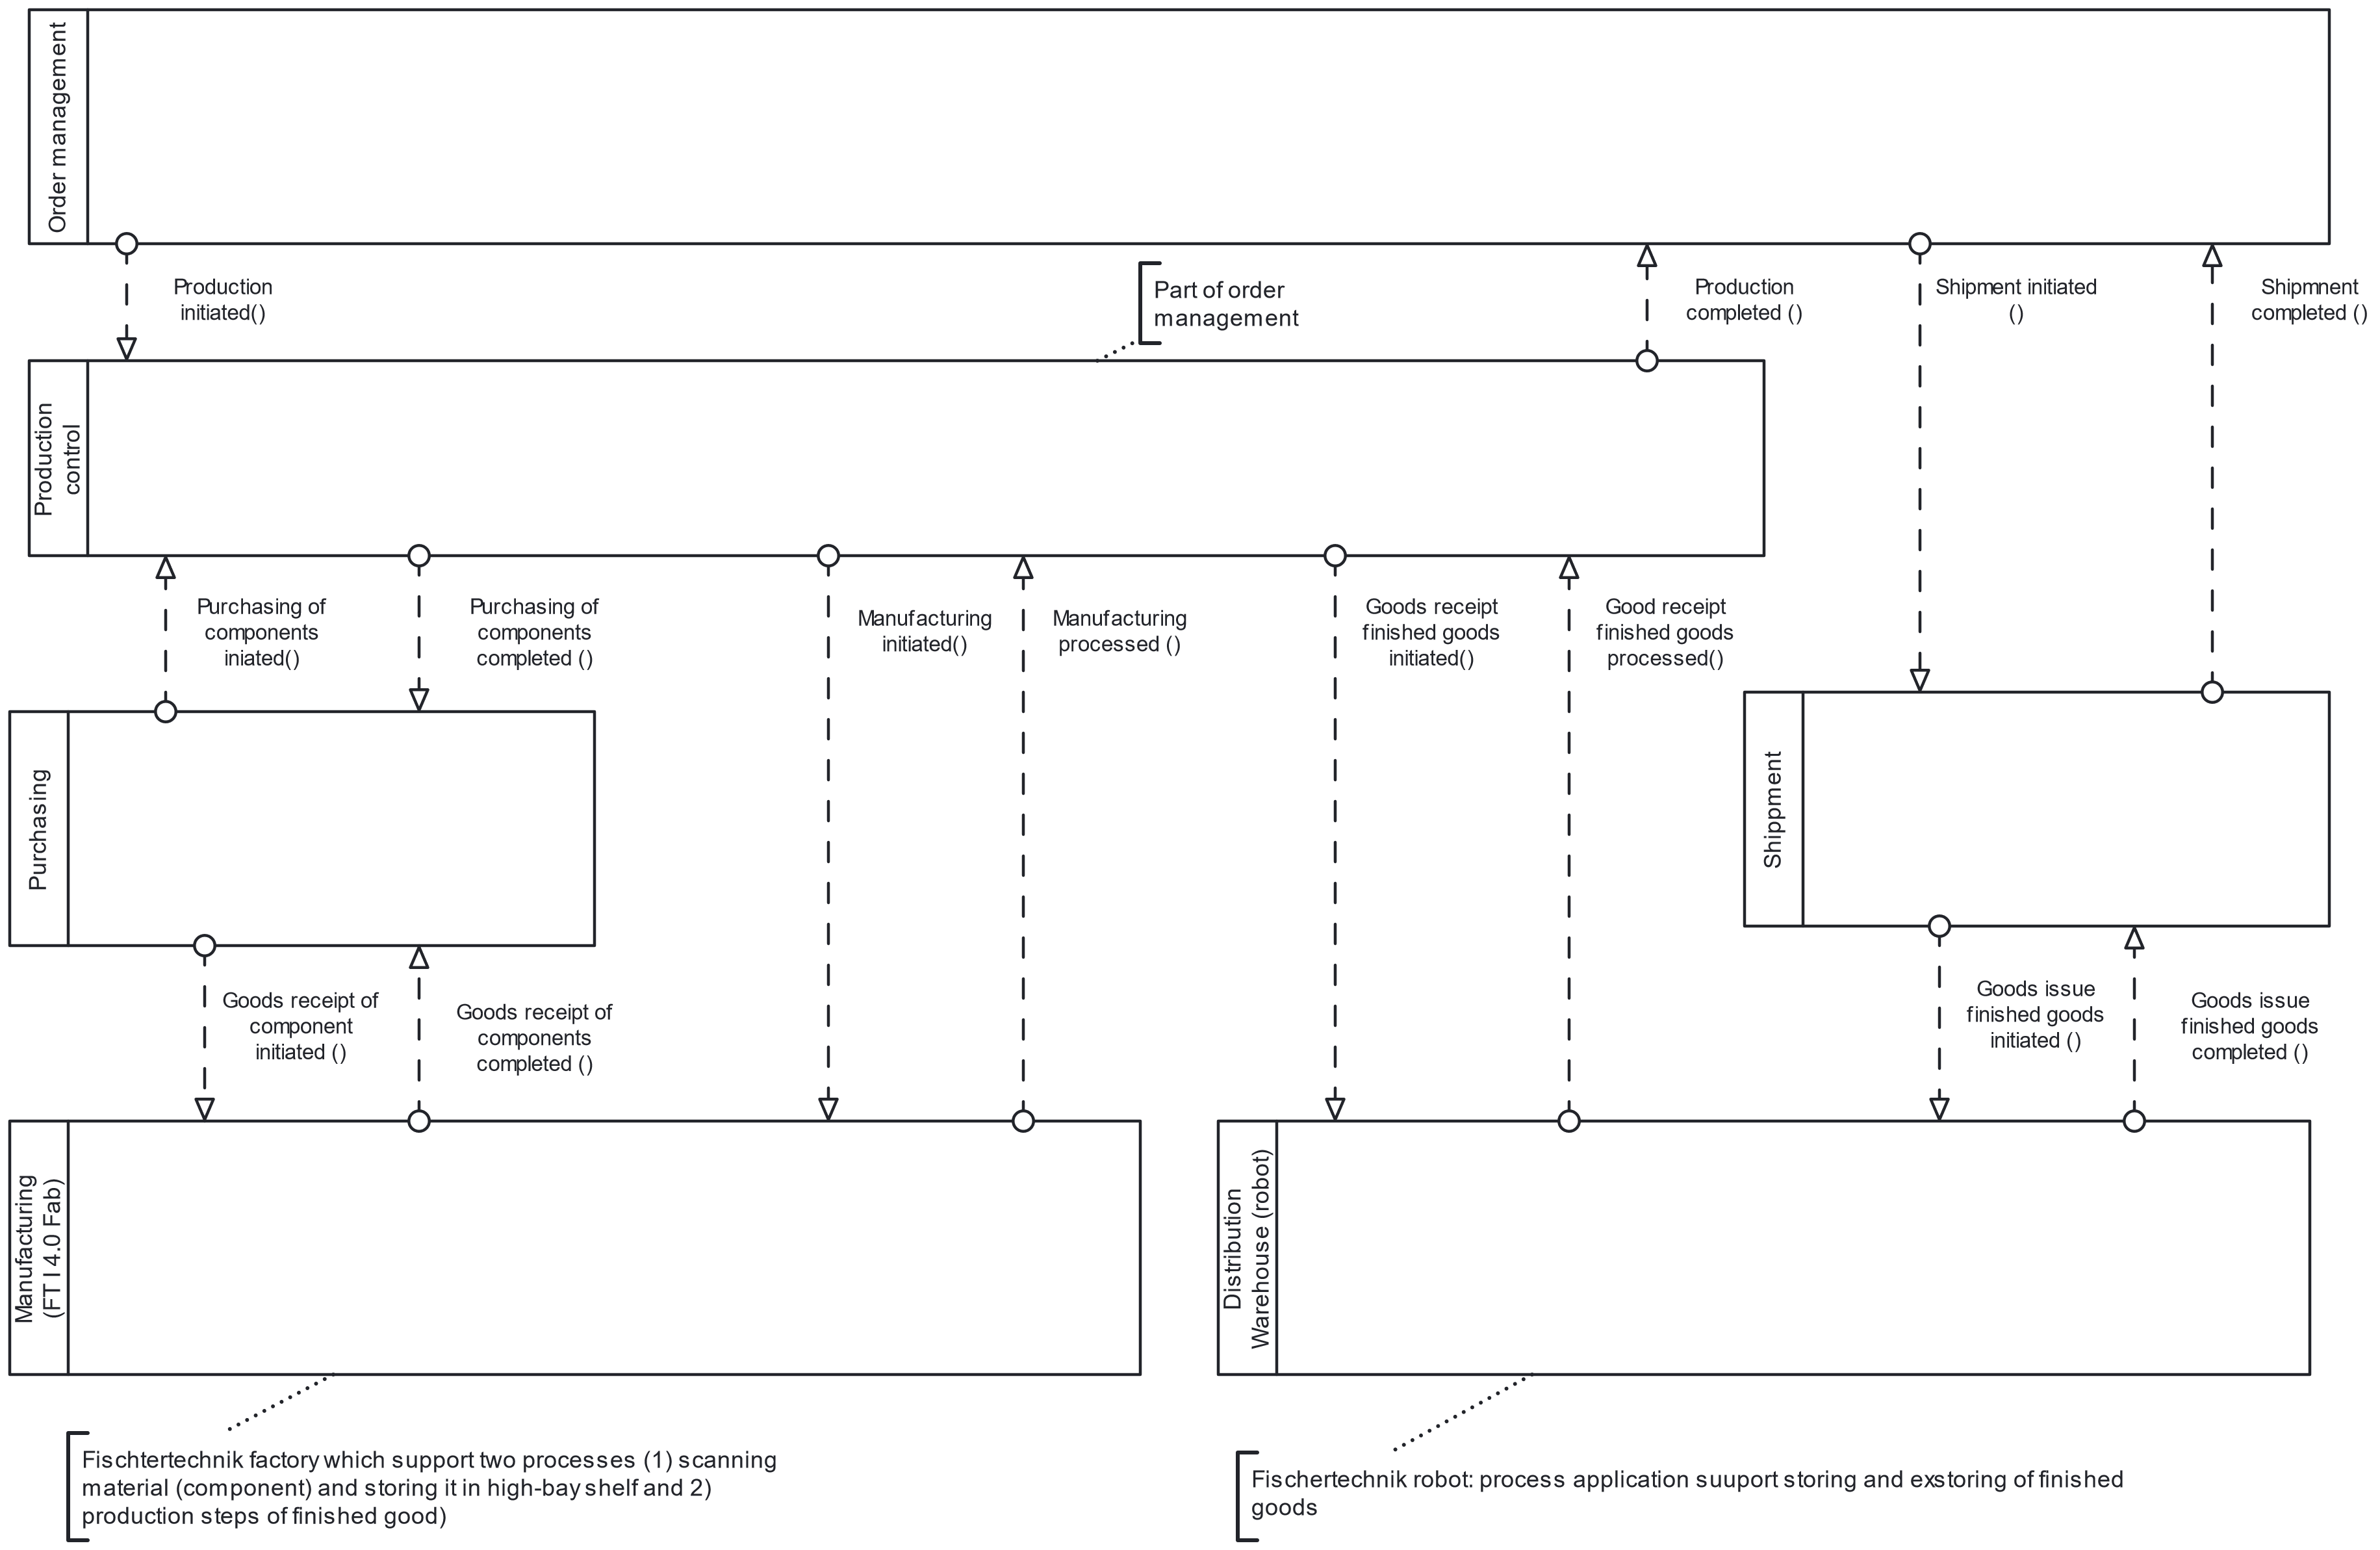 Order management
Production
initiated()
Part of order
management
Production
completed ()
Shipment initiated
()
Shipmnent
completed ()
Production
control
Purchasing of
components
iniated()
Purchasing of
components
completed ()
Manufacturing
initiated()
Manufacturing
processed ()
Goods receipt
finished goods
initiated()
Good receipt
finished goods
processed()
Purchasing
Shippment
Goods receipt of
component
initiated ()
Goods receipt of
components
completed ()
Goods issue
finished goods
initiated ()
Goods issue
finished goods
completed ()
Manufacturing
(FT I 4.0 Fab)
Distribution
Warehouse (robot)
Fischtertechnik factory which support two processes (1) scanning
material (component) and storing it in high-bay shelf and 2)
production steps of finished good)
Fischertechnik robot: process application suuport storing and exstoring of finished
goods